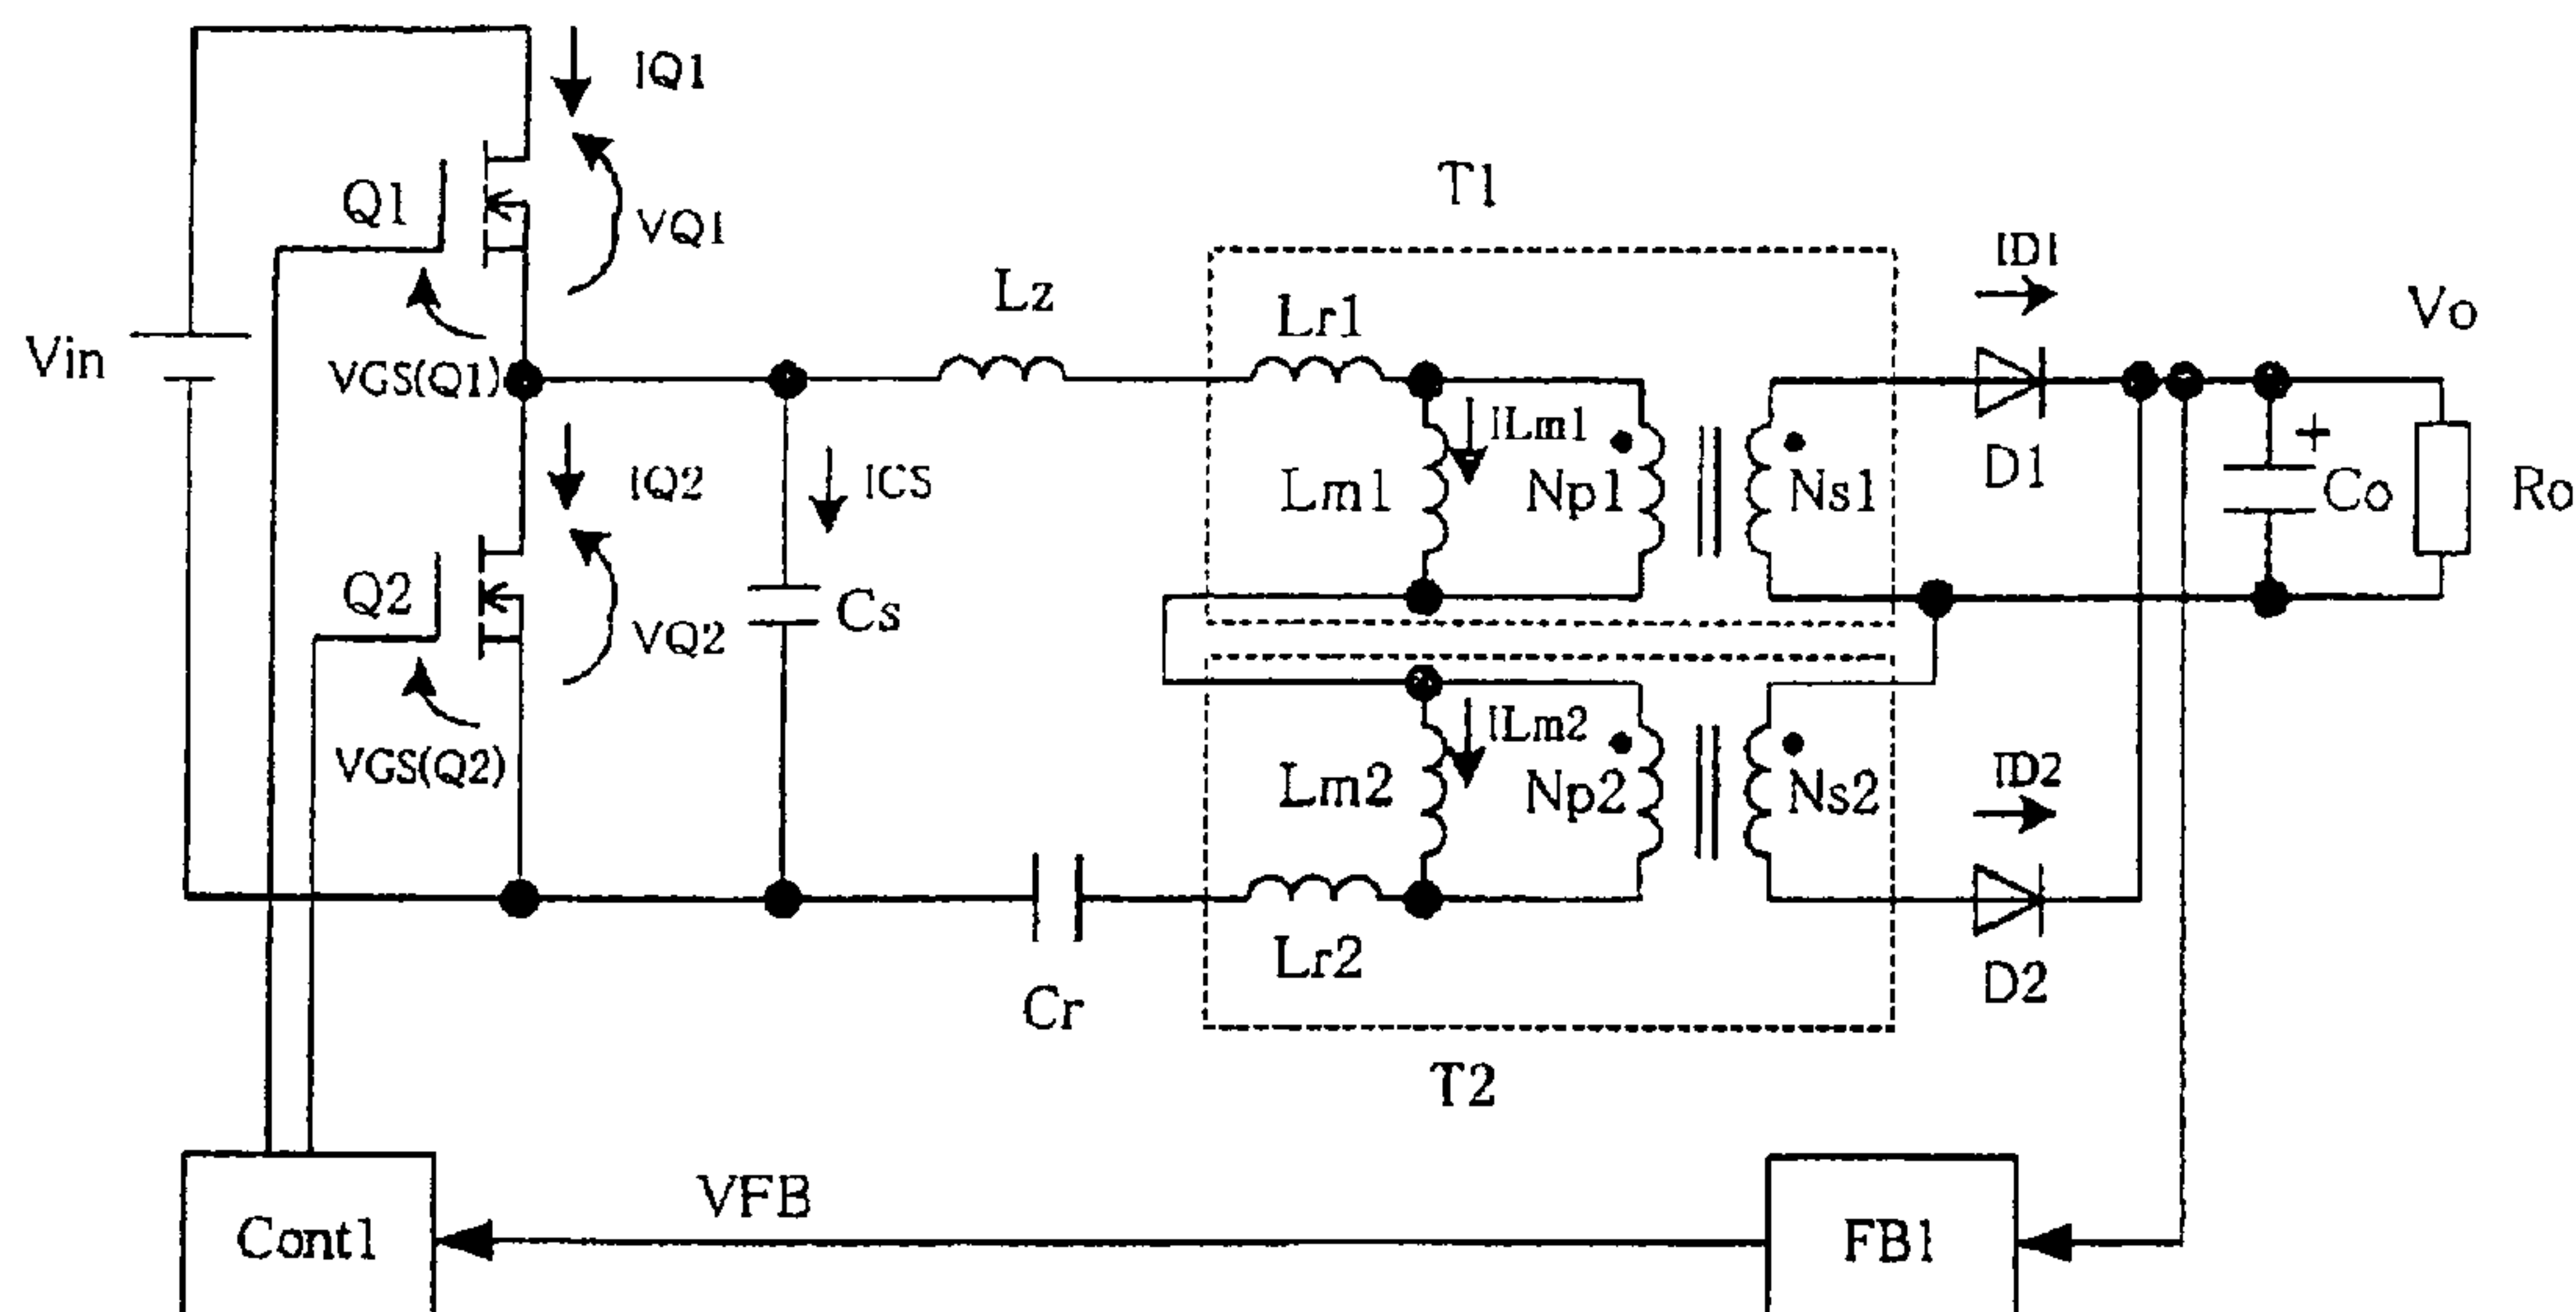 IQ1
T1
Q1
VQ1
ID1
Lz
Lr1
Vo
Vin
VGS(Q1)
ILm1
IQ2
ICS
Lm1
Np1
Ns1
D1
+
Co
Ro
Q2
Cs
VQ2
ILm2
VGS(Q2)
Lm2
Np2
Ns2
ID2
Lr2
D2
Cr
T2
VFB
Cont1
FB1